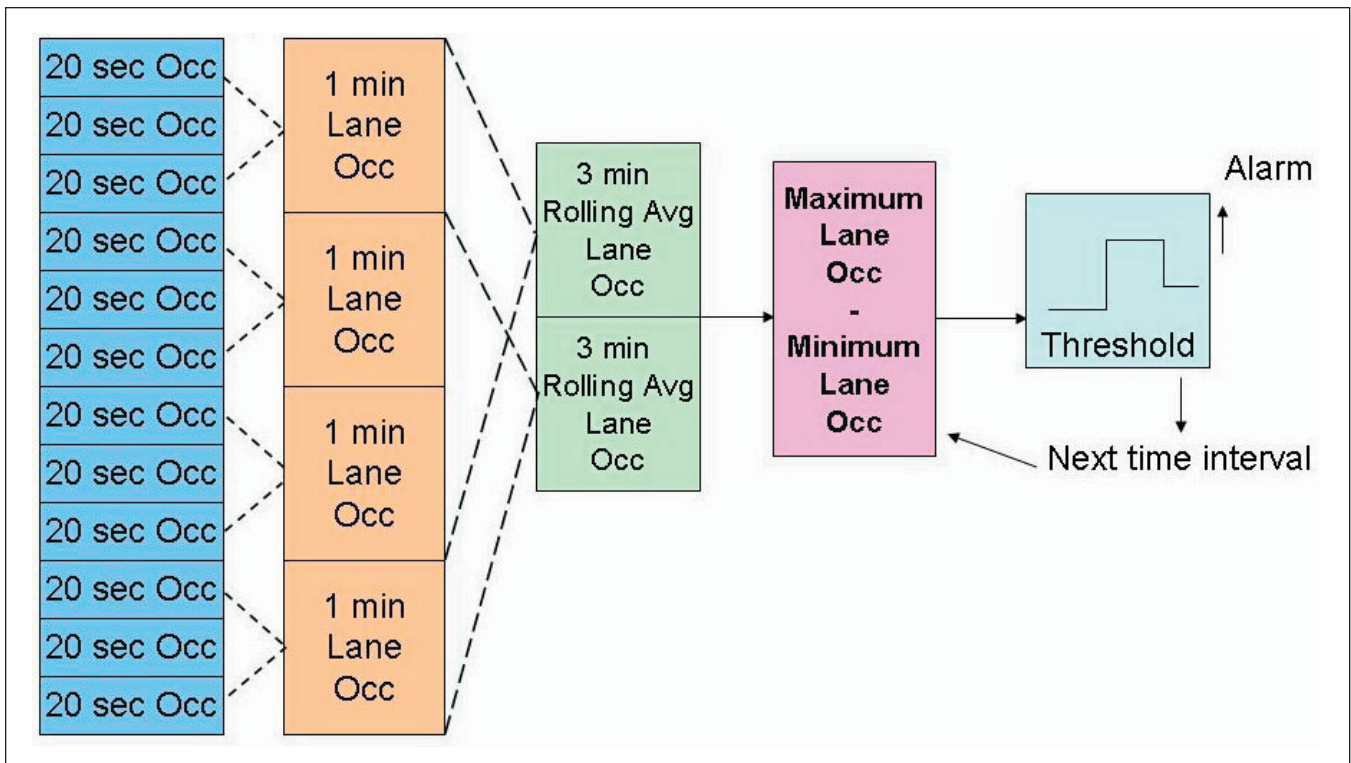 20 sec Occ
20 sec Occ
20 sec Occ
20 sec Occ
20 sec Occ
20 sec Occ
20 sec Occ
20 sec Occ
20 sec Occ
20 sec Occ
20 sec Occ
20 sec Occ
1 min
Lane
Occ
1 min
Lane
Occ
1 min
Lane
Occ
1 min
Lane
Occ
3 min
Rolling Avg
Lane
Occ
3 min
Rolling Avg
Lane
Occ
Maximum
Lane
Occ
-
Minimum
Lane
Occ
Threshold
Alarm
Next time interval